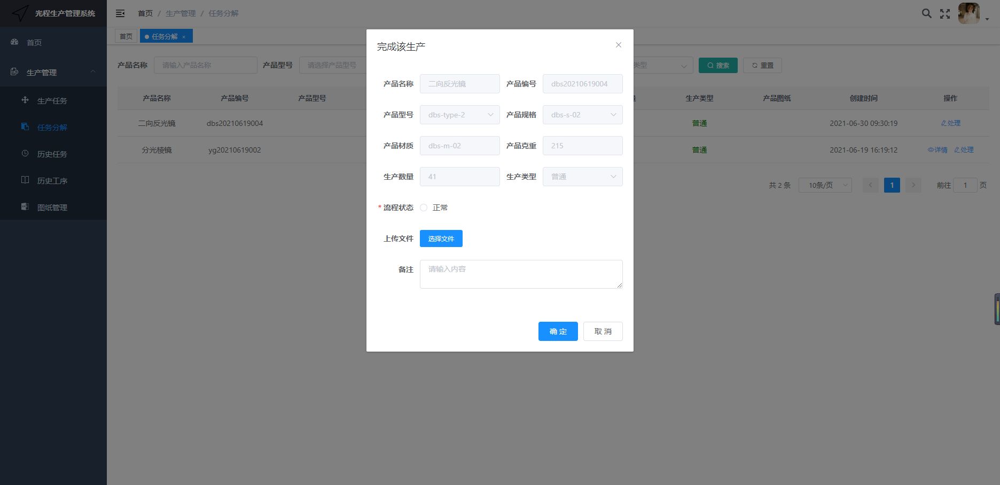 光程生产管理系统
首页 / 生产管理 / 任务分解
首页
任务分解 ×
首页
生产管理
生产任务
任务分解
历史任务
历史工序
图纸管理
产品名称 请输入产品名称 产品型号 请选择产品型号 类型 搜索 重置
产品名称 产品编号 产品型号 生产类型 产品图纸 创建时间 操作
二向反光镜 dbs20210619004 普通 2021-06-30 09:30:19 处理
分光棱镜 yg20210619002 普通 2021-06-19 16:19:12 详情 处理
共 2 条 10条/页 1 前往 1 页
完成该生产
产品名称 二向反光镜 产品编号 dbs20210619004
产品型号 dbs-type-2 产品规格 dbs-s-02
产品材质 dbs-m-02 产品克重 215
生产数量 41 生产类型 普通
* 流程状态 正常
上传文件 选择文件
备注 请输入内容
确 定 取 消